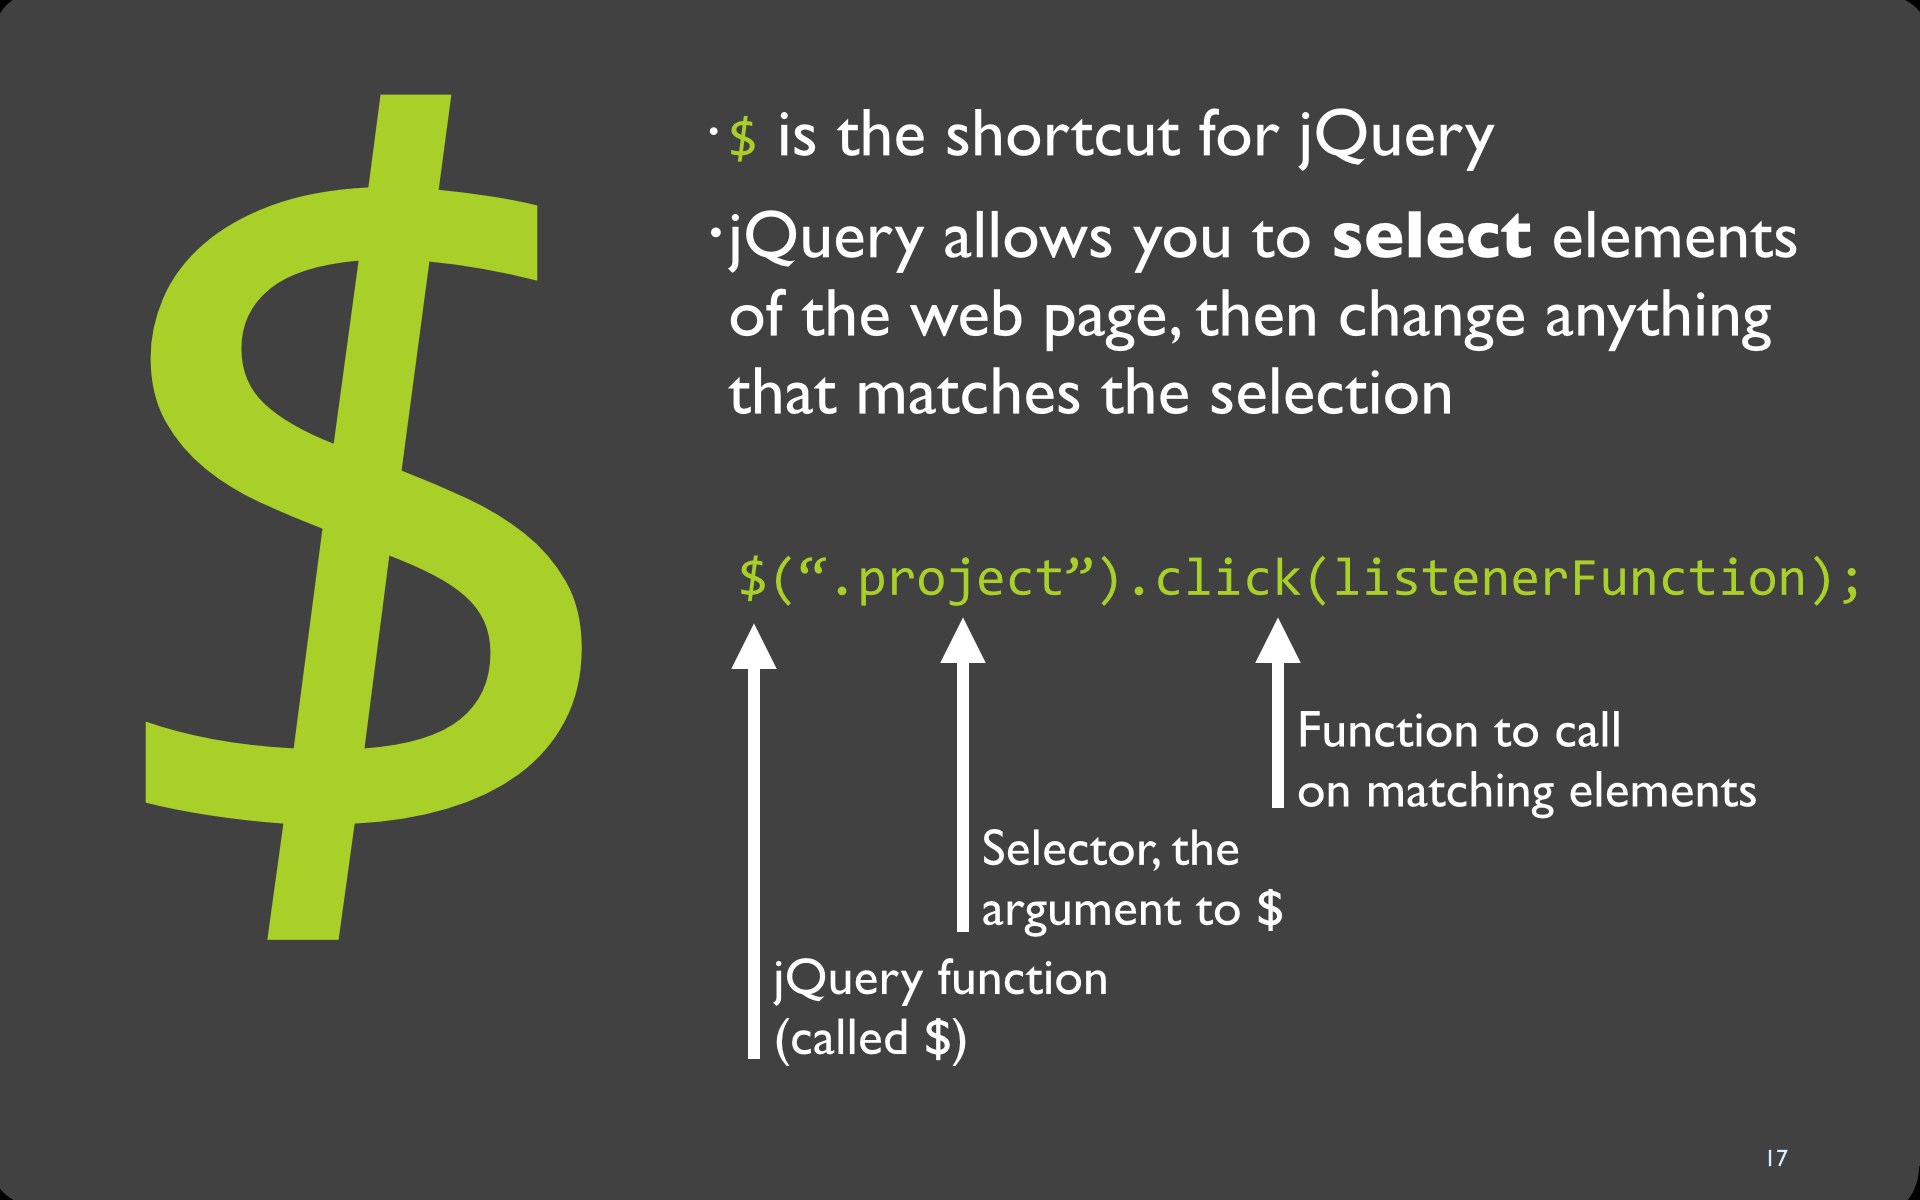 $
· $ is the shortcut for jQuery
· jQuery allows you to select elements
of the web page, then change anything
that matches the selection
$(“.project”).click(listenerFunction);
Function to call
on matching elements
Selector, the
argument to $
jQuery function
(called $)
17